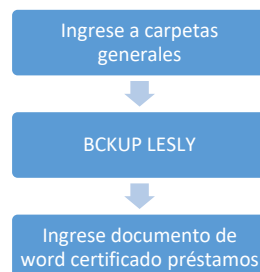 Ingrese a carpetas
generales
BCKUP LESLY
Ingrese documento de
word certificado préstamos